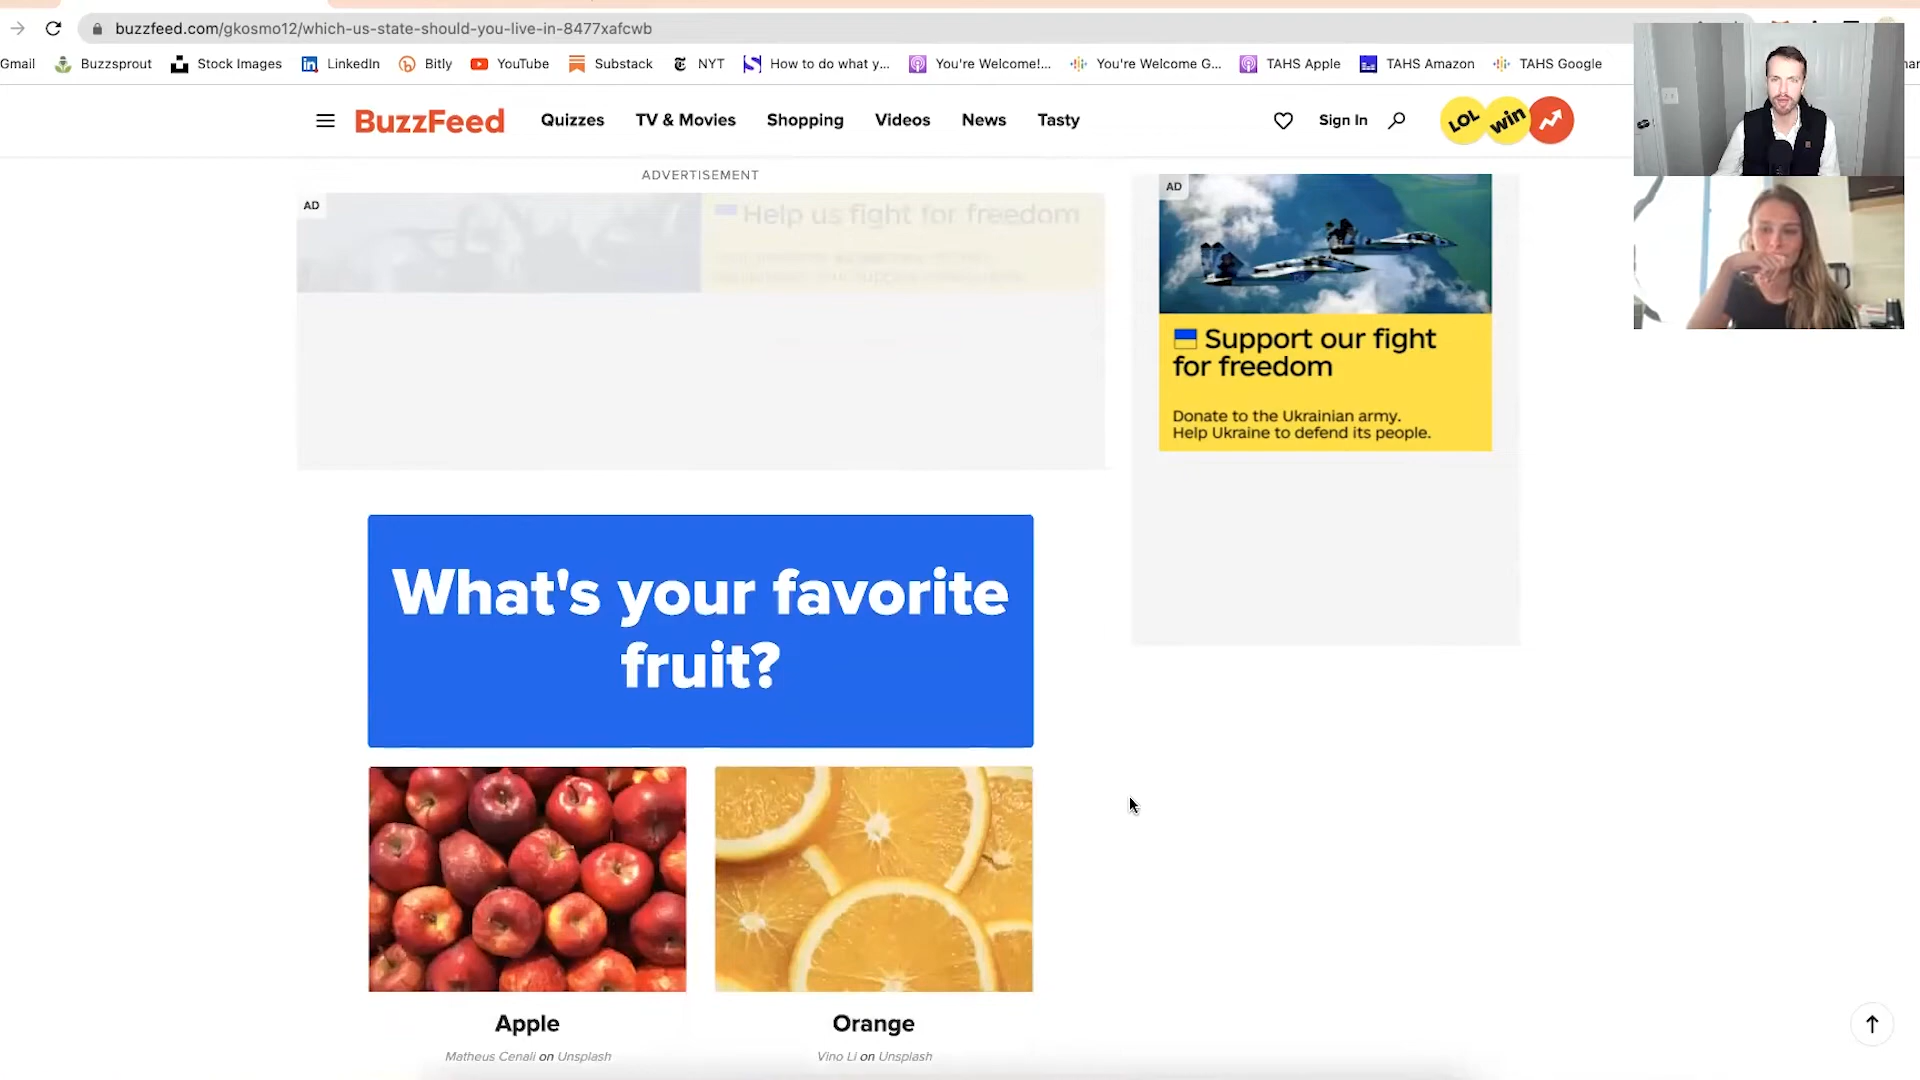 buzzfeed.com/gkosmo12/which-us-state-should-you-live-in-8477xafcwb
Gmail
Buzzsprout
Stock Images
LinkedIn
Bitly
YouTube
Substack
NYT
How to do what y...
You're Welcome!...
You're Welcome G...
TAHS Apple
TAHS Amazon
TAHS Google
BuzzFeed
Quizzes
TV & Movies
Shopping
Videos
News
Tasty
Sign In
LOL
win
ADVERTISEMENT
AD
Help us fight for freedom
AD
Support our fight
for freedom
Donate to the Ukrainian army.
Help Ukraine to defend its people.
What's your favorite
fruit?
Apple
Matheus Cenali on Unsplash
Orange
Vino Li on Unsplash